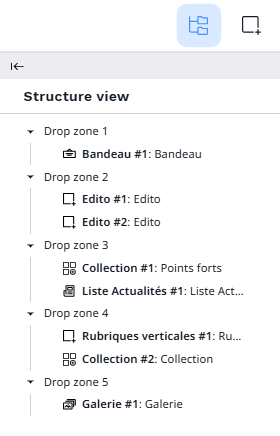 Structure view
Drop zone 1
Bandeau #1: Bandeau
Drop zone 2
Edito #1: Edito
Edito #2: Edito
Drop zone 3
Collection #1: Points forts
Liste Actualités #1: Liste Act...
Drop zone 4
Rubriques verticales #1: Ru...
Collection #2: Collection
Drop zone 5
Galerie #1: Galerie